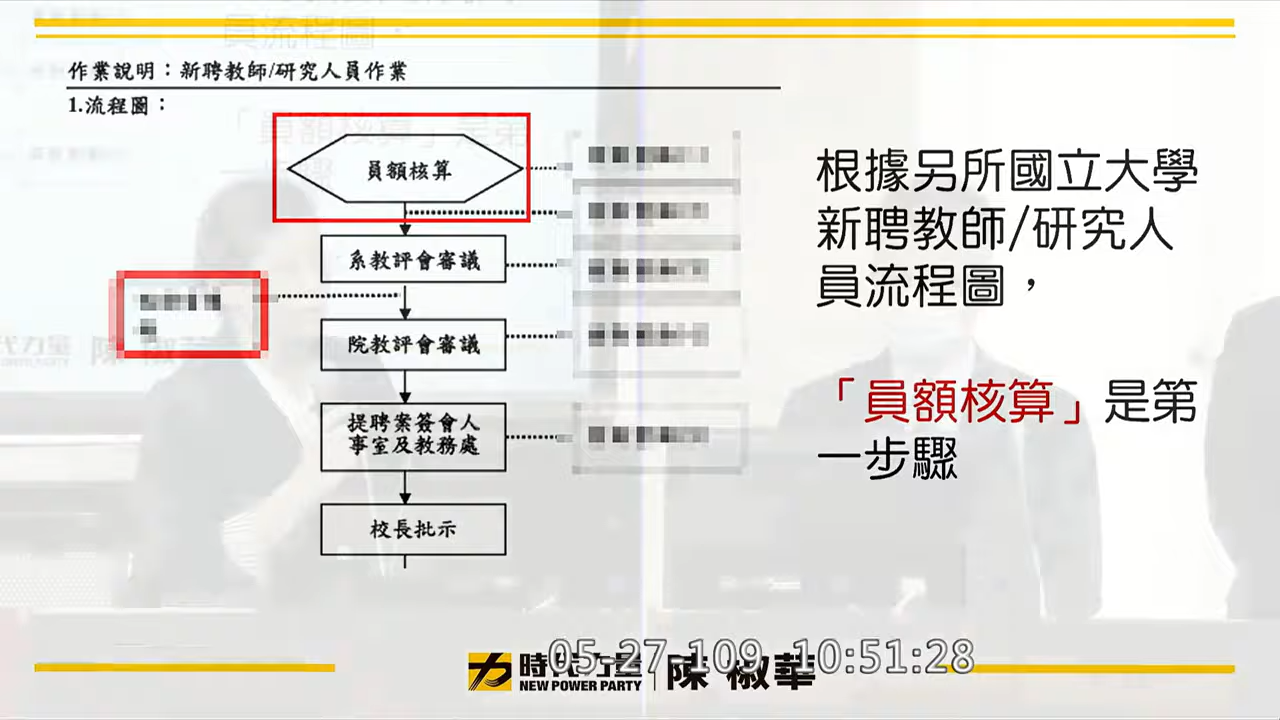 作業說明：新聘教師/研究人員作業
1.流程圖：
員額核算
系教評會審議
院教評會審議
提聘案簽會人
事室及教務處
校長批示
根據另所國立大學
新聘教師/研究人
員流程圖，
「員額核算」是第
一步驟
時代力量
NEW POWER PARTY
陳椒華
05-27-109 10:51:28